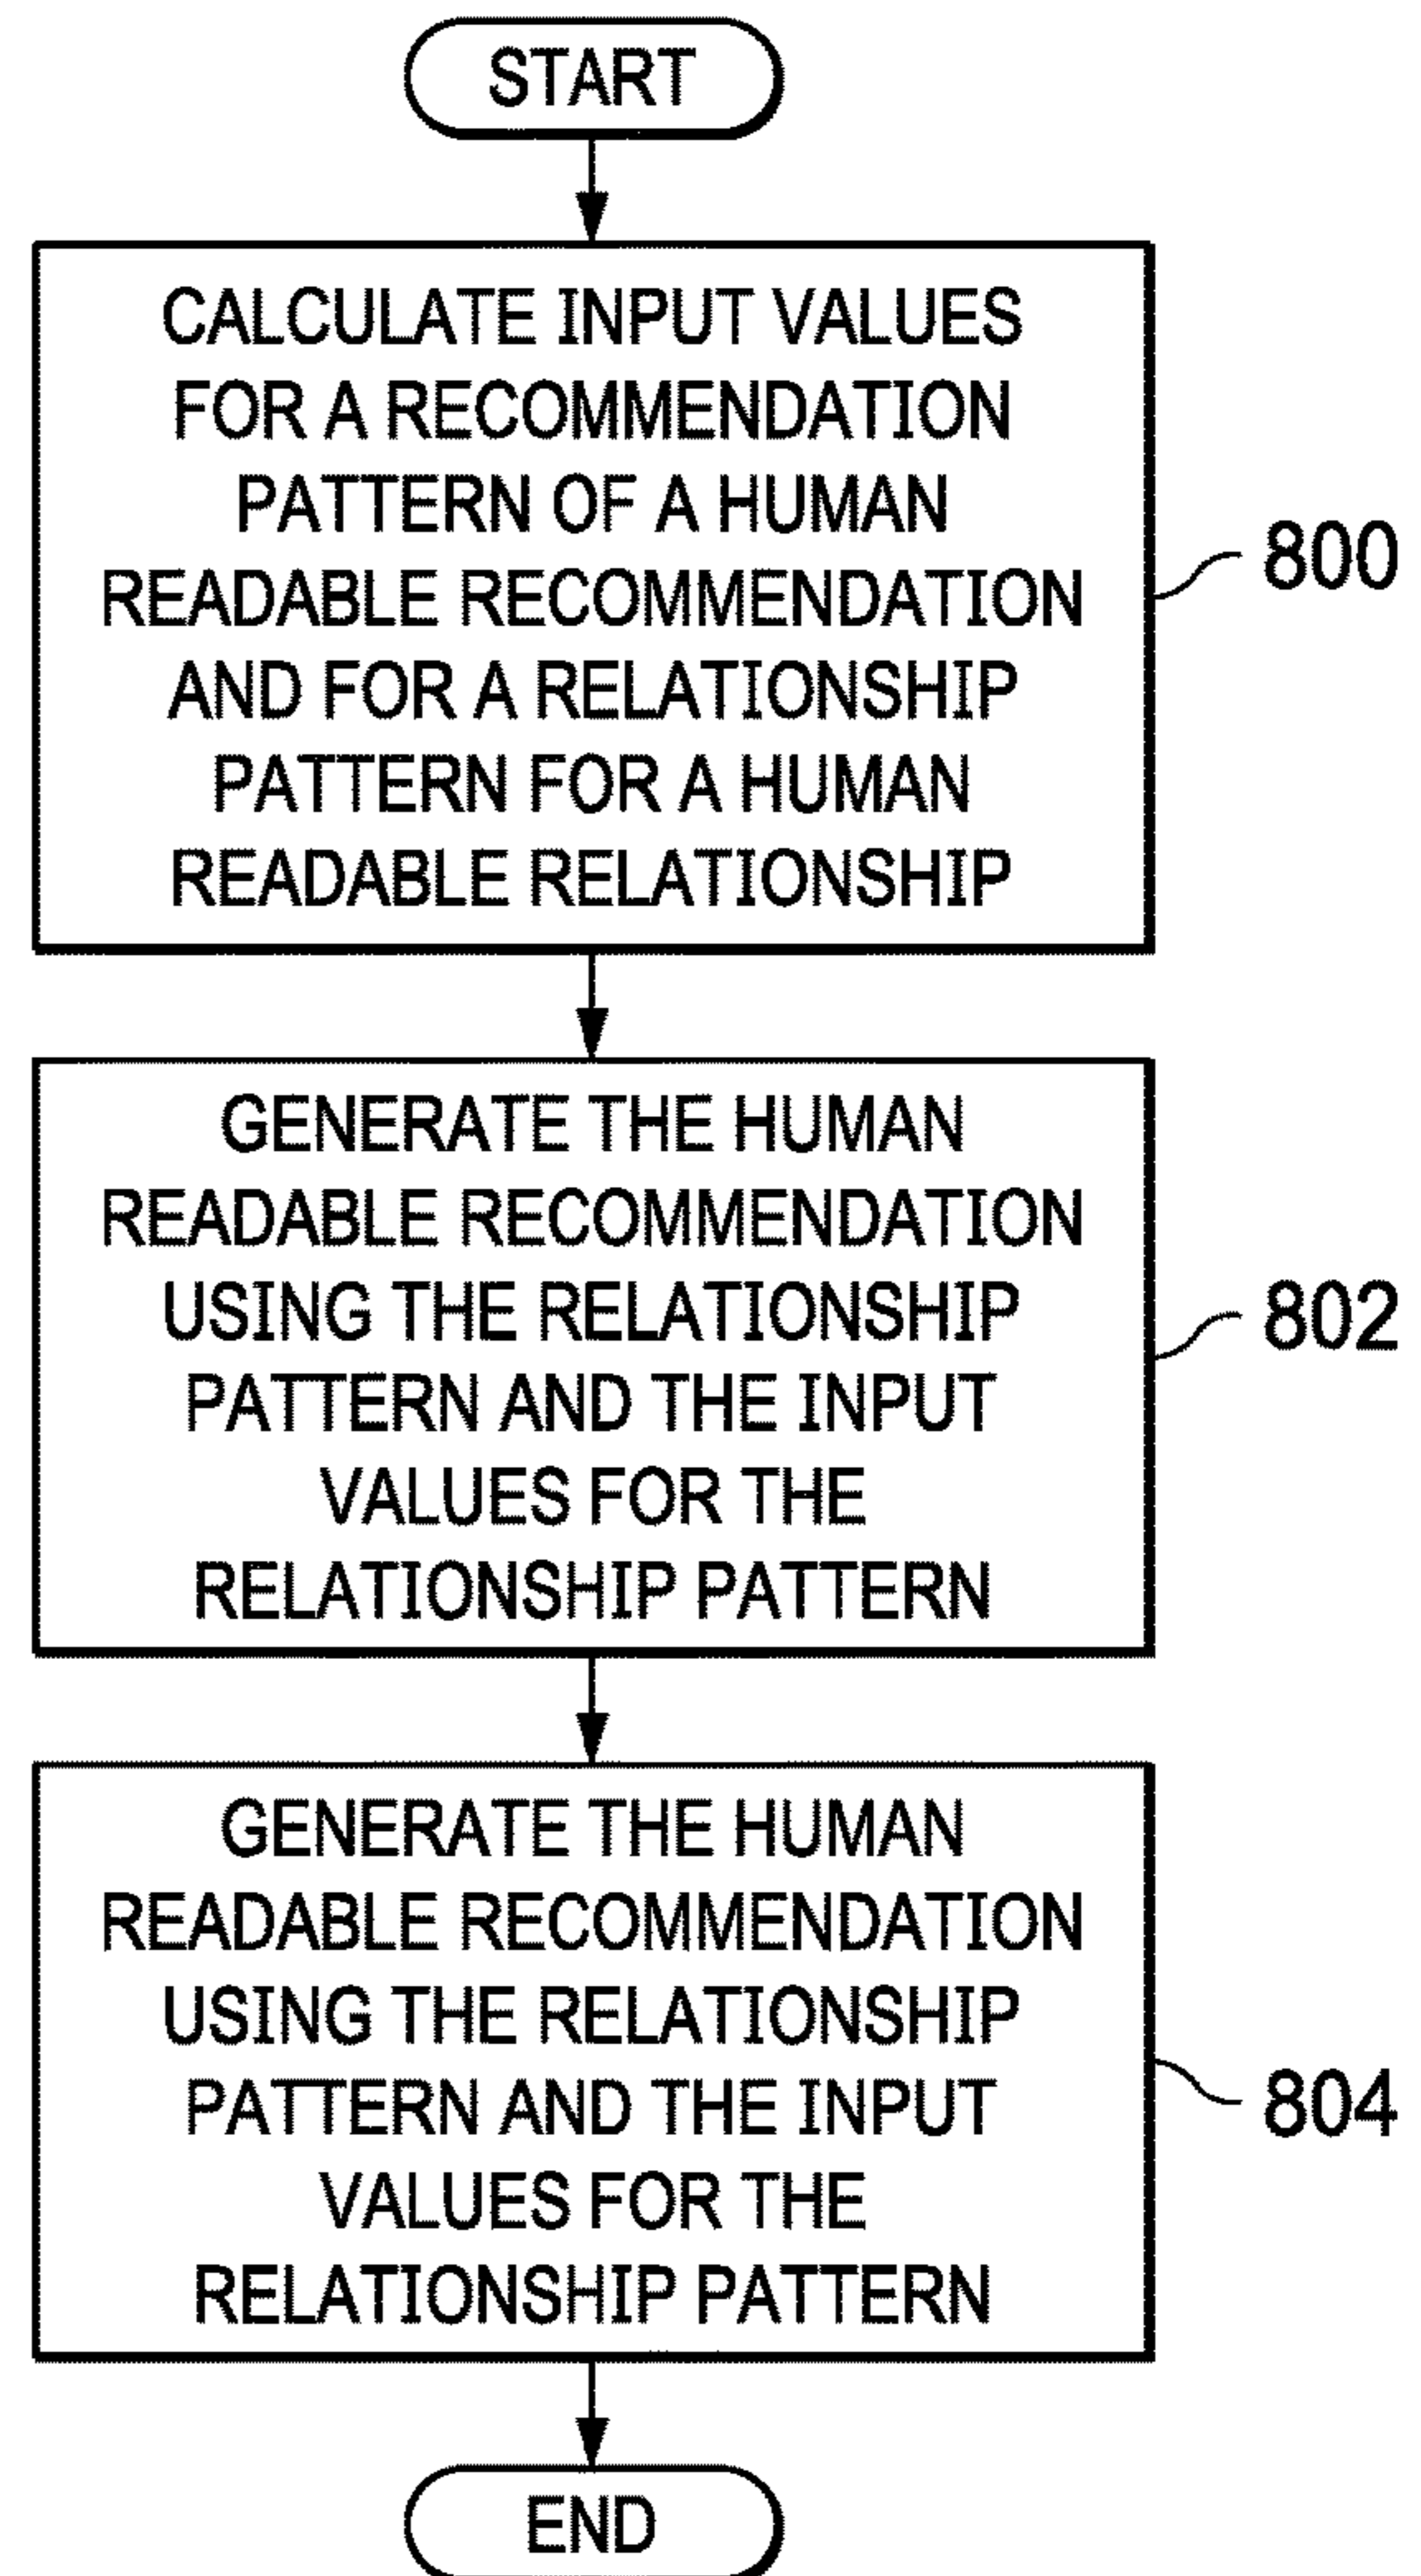 START
CALCULATE INPUT VALUES
FOR A RECOMMENDATION
PATTERN OF A HUMAN
READABLE RECOMMENDATION
AND FOR A RELATIONSHIP
PATTERN FOR A HUMAN
READABLE RELATIONSHIP
800
GENERATE THE HUMAN
READABLE RECOMMENDATION
USING THE RELATIONSHIP
PATTERN AND THE INPUT
VALUES FOR THE
RELATIONSHIP PATTERN
802
GENERATE THE HUMAN
READABLE RECOMMENDATION
USING THE RELATIONSHIP
PATTERN AND THE INPUT
VALUES FOR THE
RELATIONSHIP PATTERN
804
END